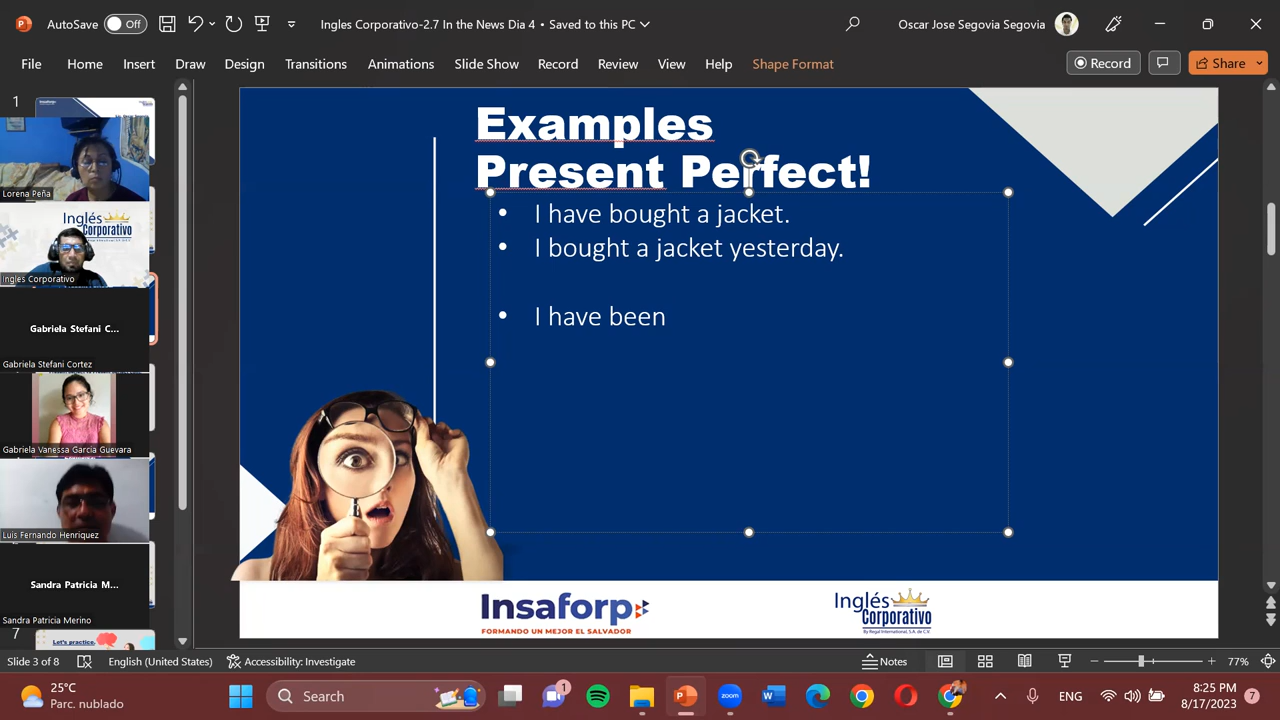 AutoSave
Off
Ingles Corporativo-2.7 In the News Dia 4 • Saved to this PC
Oscar Jose Segovia Segovia
File
Home
Insert
Draw
Design
Transitions
Animations
Slide Show
Record
Review
View
Help
Shape Format
Record
Share
1
Lorena Peña
Inglés
Corporativo
Ingles Corporativo
Gabriela Stefani C...
Gabriela Stefani Cortez
Gabriela Vanessa Garcia Guevara
Luis Fernando Henriquez
Sandra Patricia M...
Sandra Patricia Merino
7
Let's practice.
Examples
Present Perfect!
• I have bought a jacket.
• I bought a jacket yesterday.
• I have been
Insaforp
FORMANDO UN MEJOR EL SALVADOR
Inglés
Corporativo
By Regal International, S.A. de C.V.
Slide 3 of 8
English (United States)
Accessibility: Investigate
Notes
77%
25°C
Parc. nublado
Search
1
zoom
ENG
8:25 PM
8/17/2023
7